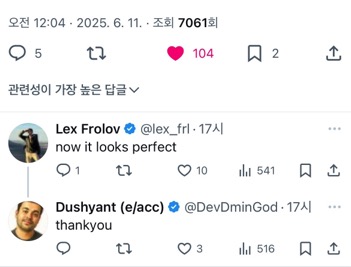 오전 12:04 · 2025. 6. 11. · 조회 7061회
5 104 2
관련성이 가장 높은 답글
Lex Frolov @lex_frl · 17시
now it looks perfect
1 10 541
Dushyant (e/acc) @DevDminGod · 17시
thankyou
3 516